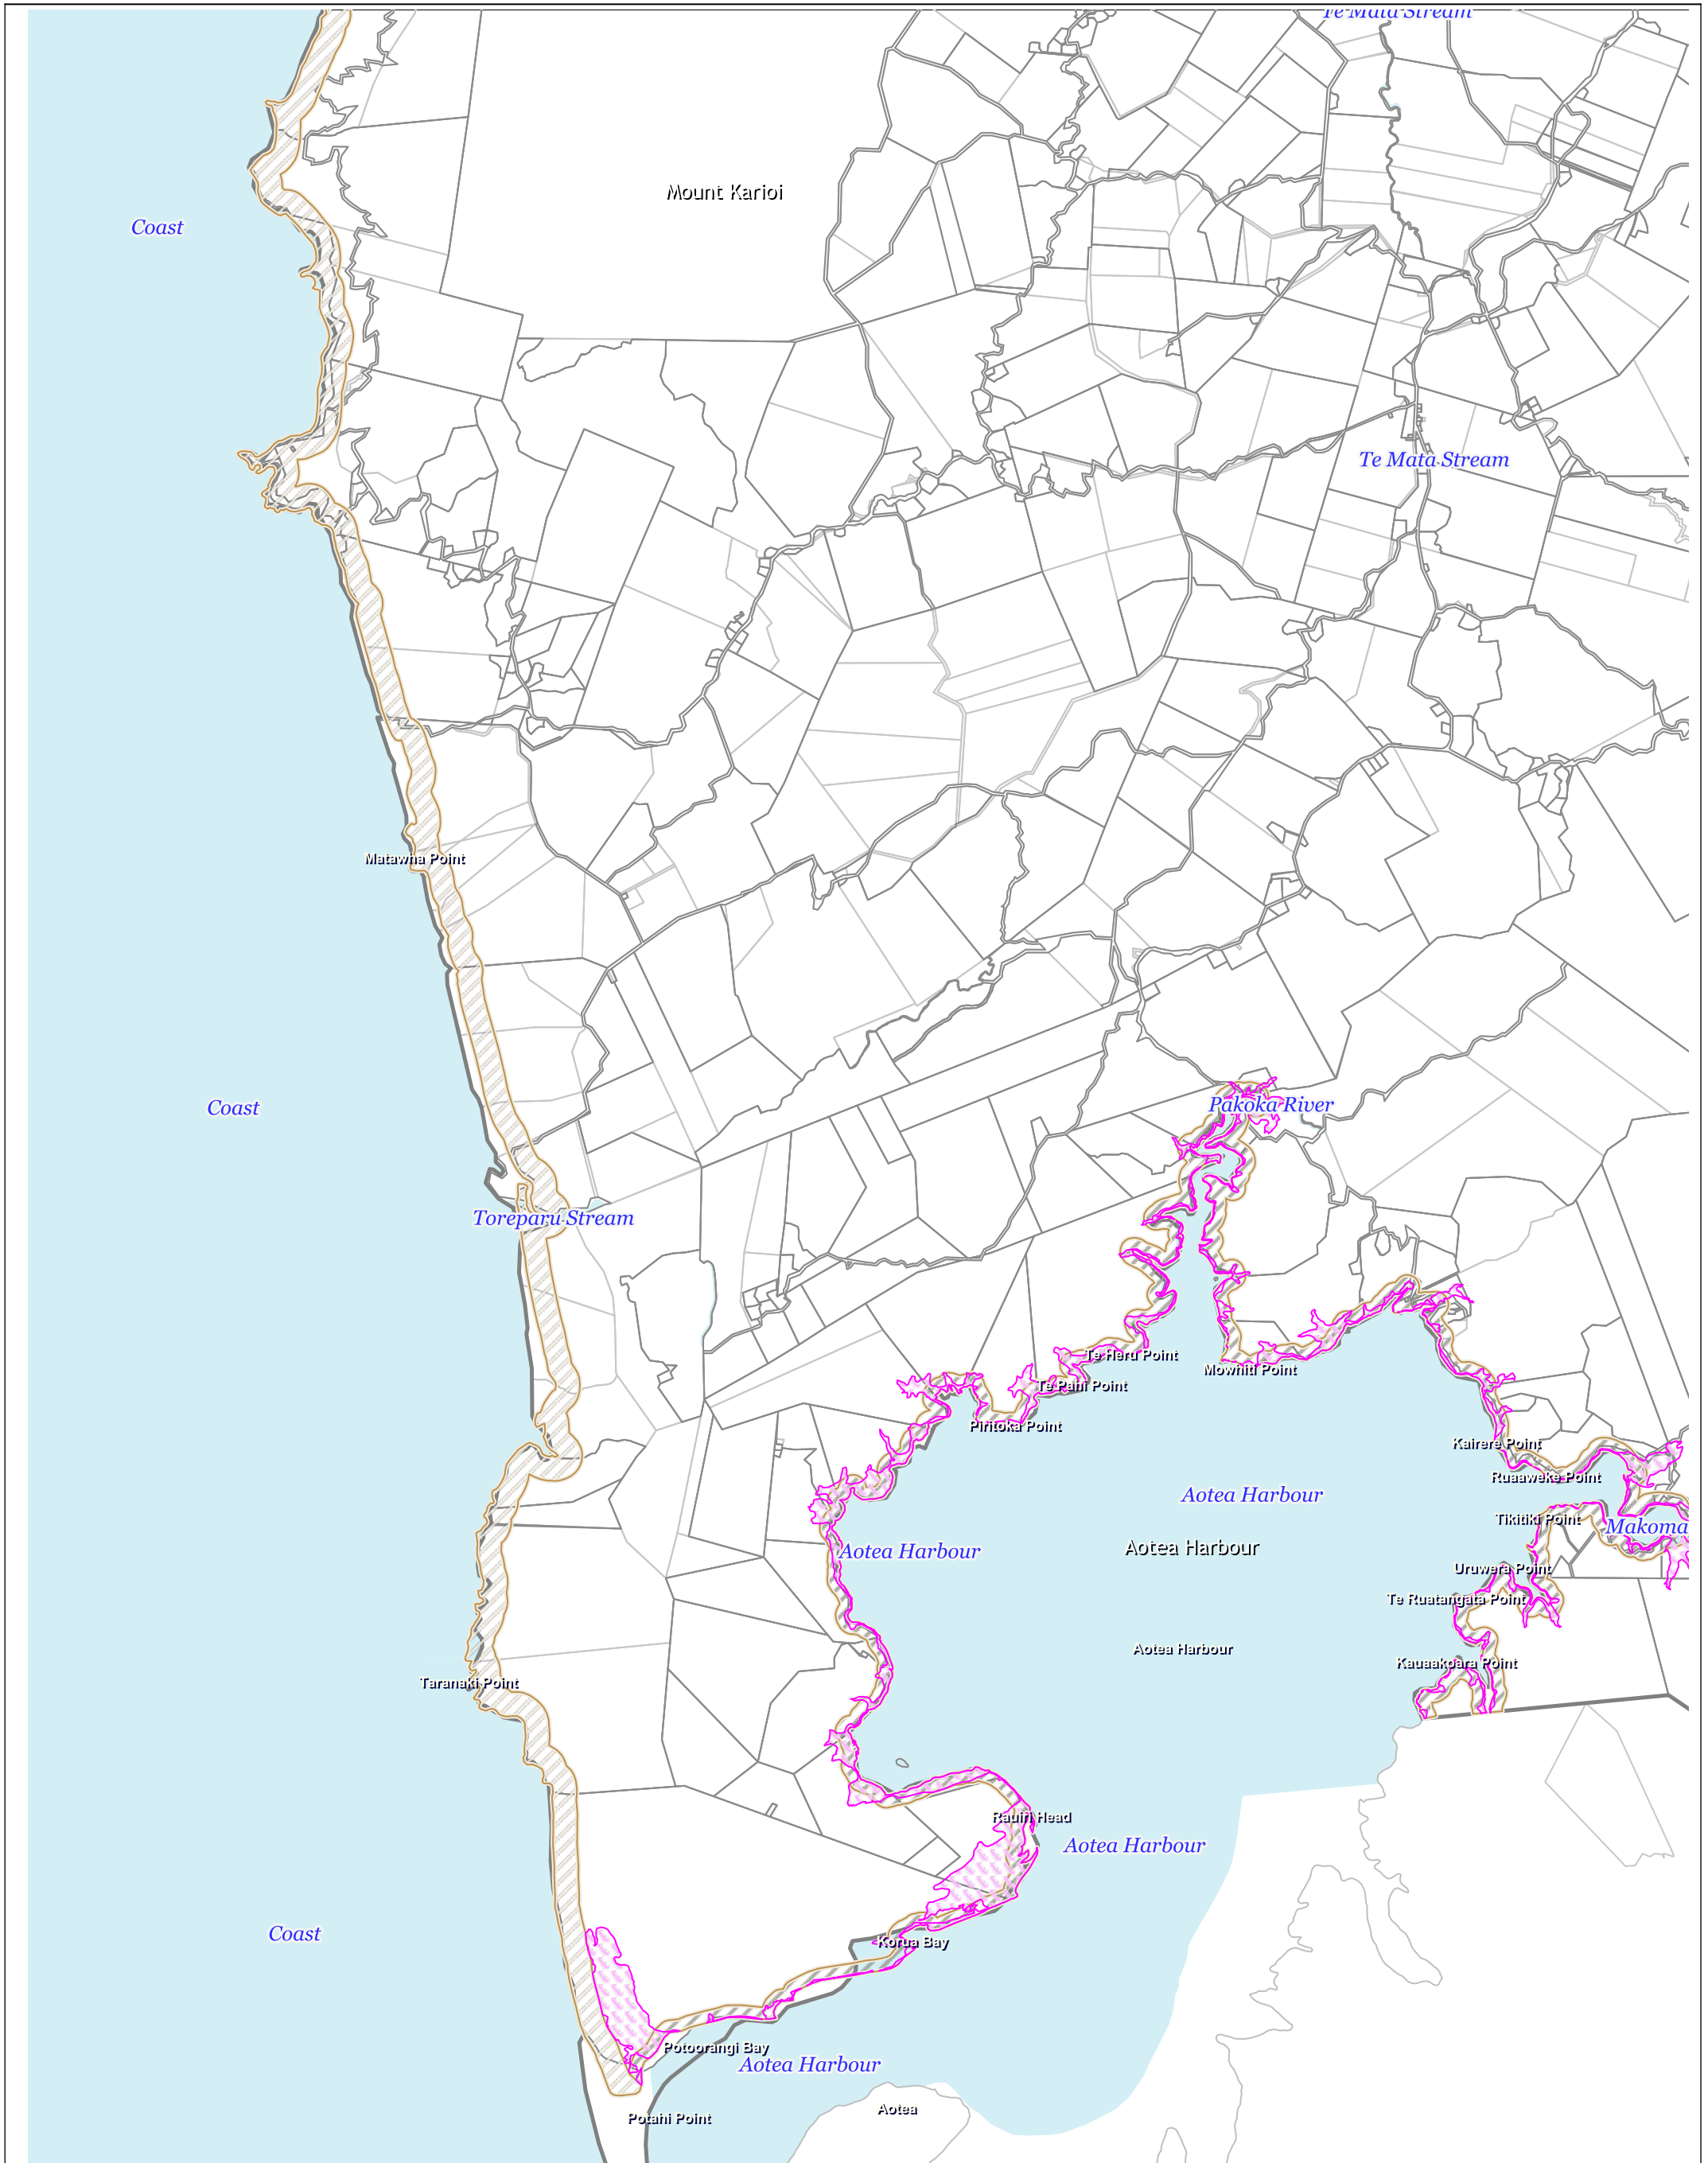 Te Mata Stream
Mount Karioi
Coast
Te Mata Stream
Matawha Point
Coast
Pakoka River
Toreparu Stream
Te Heru Point
Mowhiti Point
Te Pahi Point
Piritoka Point
Kairere Point
Ruaaweke Point
Aotea Harbour
Tikitiki Point
Makoma
Aotea Harbour
Aotea Harbour
Uruwera Point
Te Ruatangata Point
Aotea Harbour
Kauaakoara Point
Taranaki Point
Rauiri Head
Aotea Harbour
Coast
Korua Bay
Potoorangi Bay
Aotea Harbour
Aotea
Potahi Point